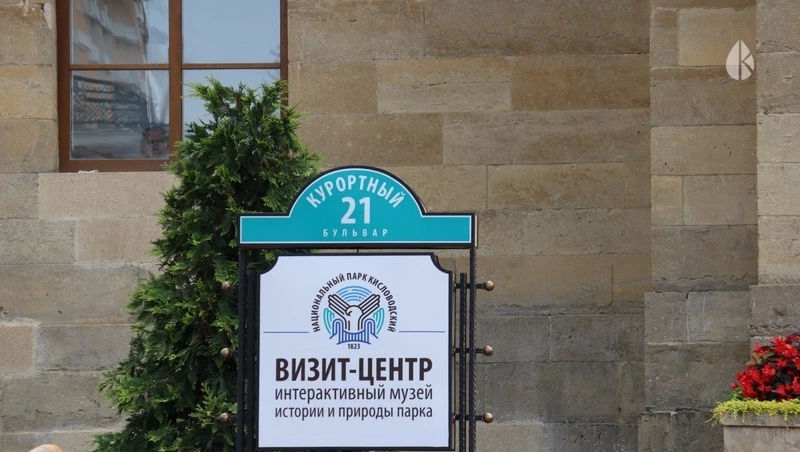 КУРОРТНЫЙ
21
БУЛЬВАР
НАЦИОНАЛЬНЫЙ ПАРК КИСЛОВОДСКИЙ
1823
ВИЗИТ-ЦЕНТР
интерактивный музей
истории и природы парка